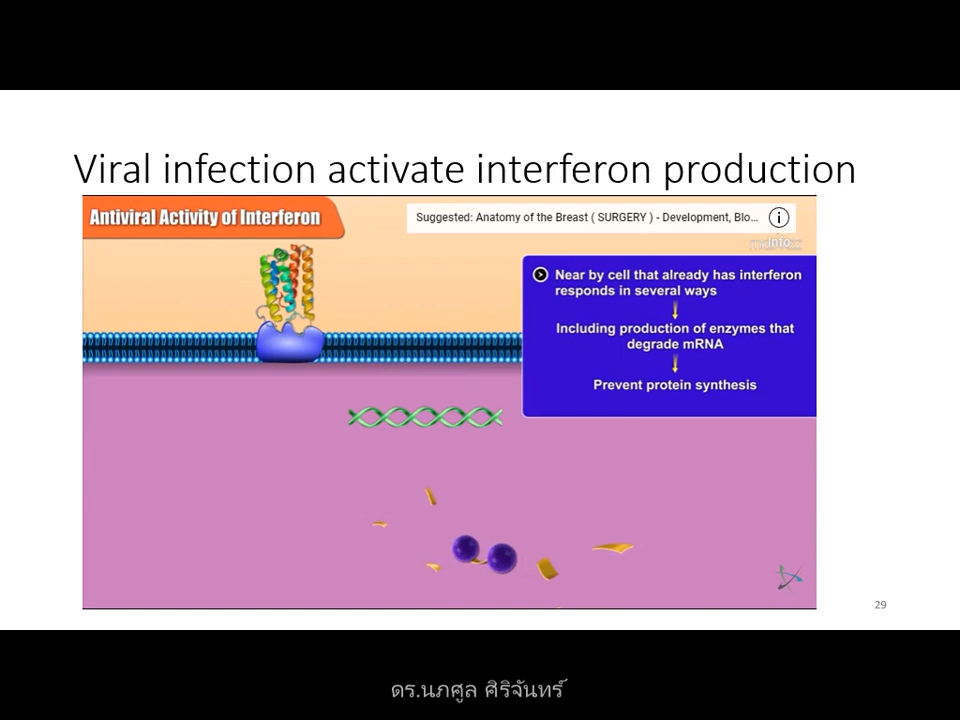 Viral infection activate interferon production
Antiviral Activity of Interferon
Suggested: Anatomy of the Breast ( SURGERY ) - Development, Blo...
Near by cell that already has interferon
responds in several ways
Including production of enzymes that
degrade mRNA
Prevent protein synthesis
29
ดร.นภศูล ศิริจันทร์